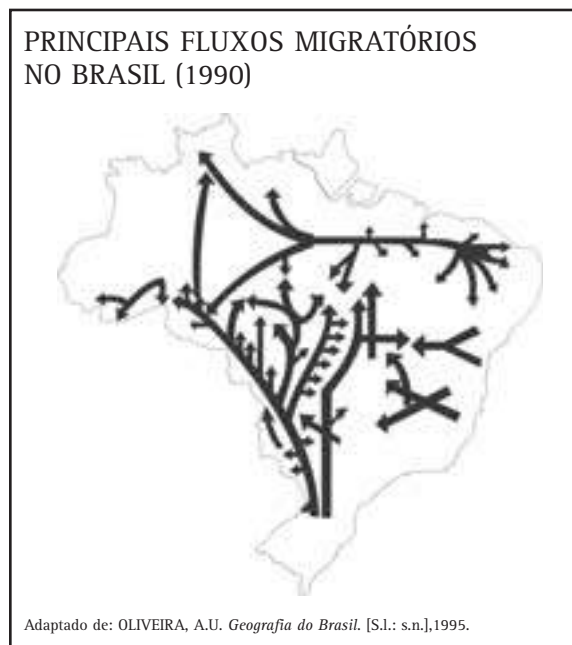 PRINCIPAIS FLUXOS MIGRATÓRIOS
NO BRASIL (1990)
Adaptado de: OLIVEIRA, A.U. Geografia do Brasil. [S.l.: s.n.],1995.